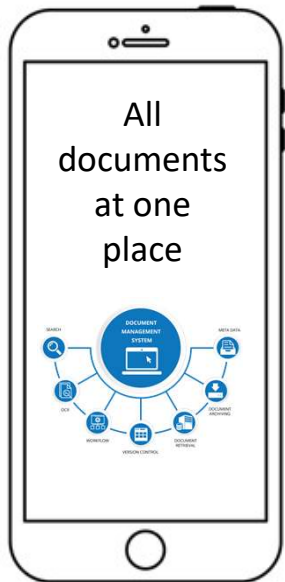 All
documents
at one
place
DOCUMENT
MANAGEMENT
SYSTEM
SEARCH
META DATA
OCR
DOCUMENT
ARCHIVING
WORKFLOW
DOCUMENT
RETRIEVAL
VERSION CONTROL